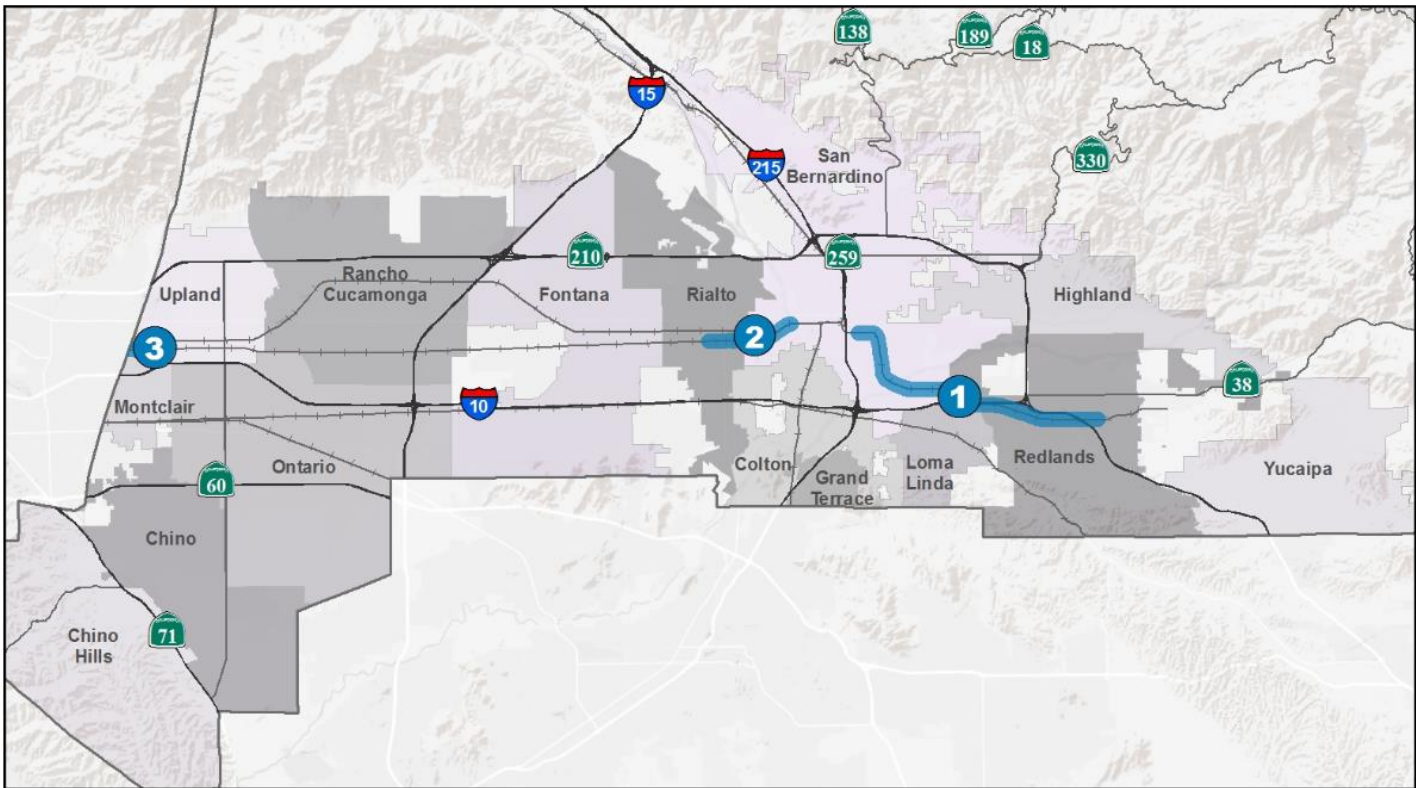 138
189
18
15
330
215
San
Bernardino
210
259
Rancho
Cucamonga
Upland
Fontana
Rialto
Highland
3
2
1
38
10
Montclair
Ontario
Colton
Grand
Terrace
Loma
Linda
Redlands
Yucaipa
60
Chino
71
Chino
Hills